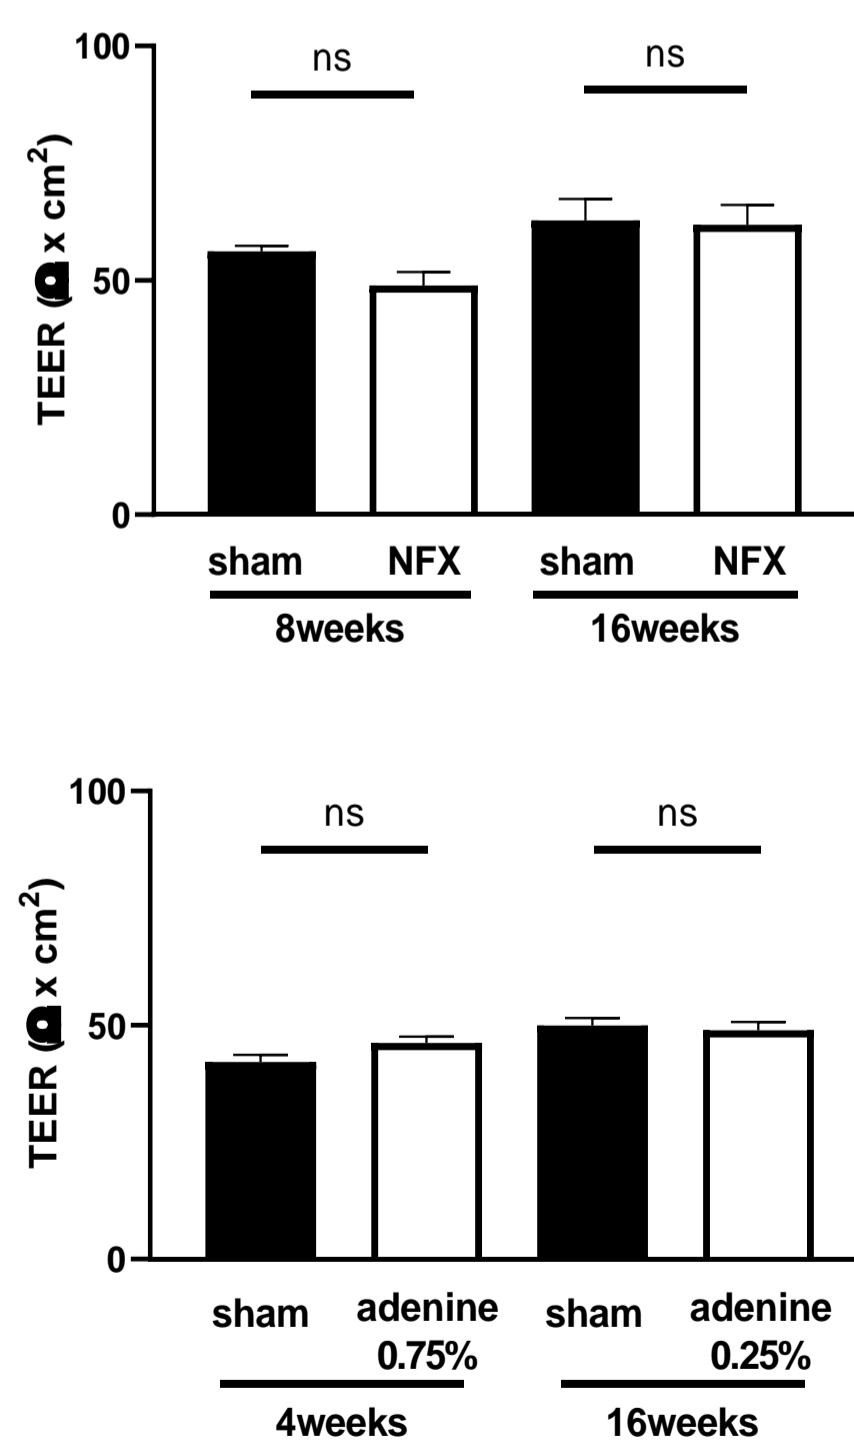 100
50
0
TEER (Ω x cm²)
ns
ns
sham
NFX
sham
NFX
8weeks
16weeks
100
50
0
TEER (Ω x cm²)
ns
ns
sham
adenine
0.75%
sham
adenine
0.25%
4weeks
16weeks